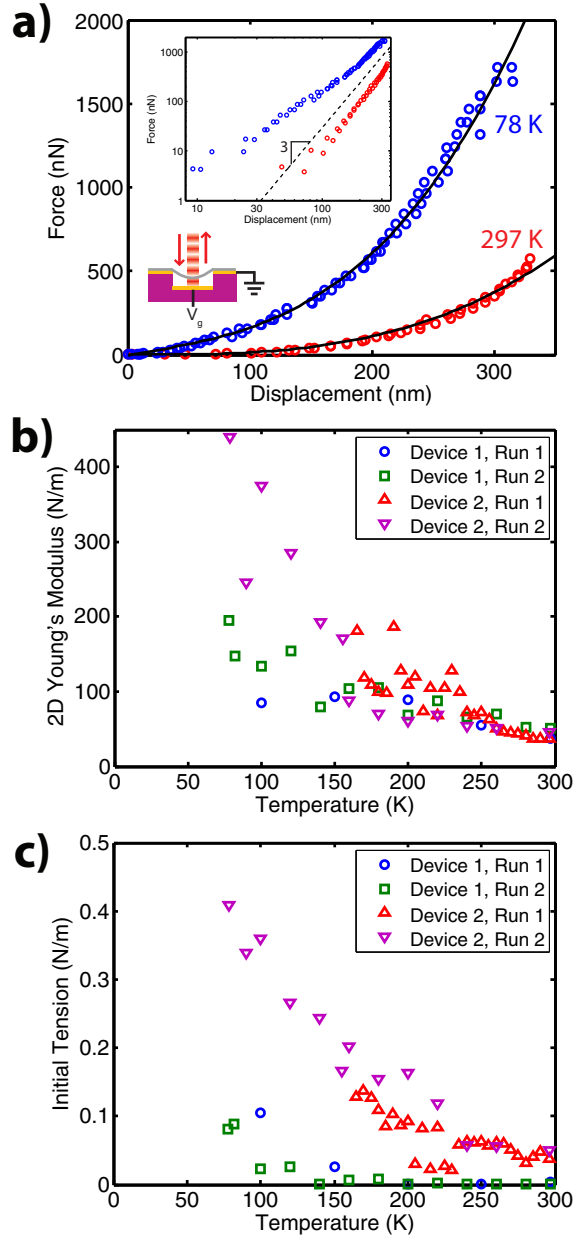 a)
2000
1500
1000
500
0
Force (nN)
0 100 200 300
Displacement (nm)
78 K
297 K
1000
100
10
1
Force (nN)
3
10 30 100 300
Displacement (nm)
Vg
b)
400
300
200
100
0
2D Young's Modulus (N/m)
Device 1, Run 1
Device 1, Run 2
Device 2, Run 1
Device 2, Run 2
0 50 100 150 200 250 300
Temperature (K)
c)
0.5
0.4
0.3
0.2
0.1
0
Initial Tension (N/m)
Device 1, Run 1
Device 1, Run 2
Device 2, Run 1
Device 2, Run 2
0 50 100 150 200 250 300
Temperature (K)